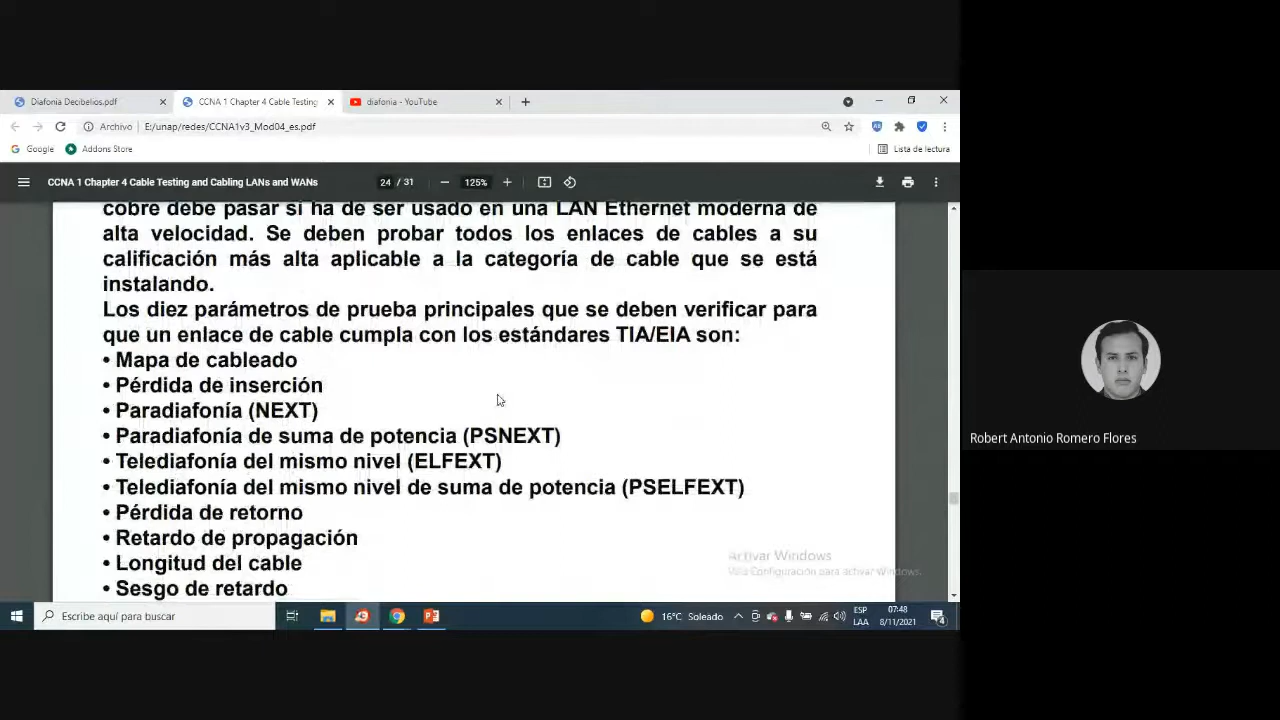 Diafonia Decibelios.pdf
CCNA 1 Chapter 4 Cable Testing
diafonia - YouTube
Archivo
E:/unap/redes/CCNA1v3_Mod04_es.pdf
Google
Addons Store
Lista de lectura
CCNA 1 Chapter 4 Cable Testing and Cabling LANs and WANs
24 / 31
125%
cobre debe pasar si ha de ser usado en una LAN Ethernet moderna de
alta velocidad. Se deben probar todos los enlaces de cables a su
calificación más alta aplicable a la categoría de cable que se está
instalando.
Los diez parámetros de prueba principales que se deben verificar para
que un enlace de cable cumpla con los estándares TIA/EIA son:
• Mapa de cableado
• Pérdida de inserción
• Paradiafonía (NEXT)
• Paradiafonía de suma de potencia (PSNEXT)
• Telediafonía del mismo nivel (ELFEXT)
• Telediafonía del mismo nivel de suma de potencia (PSELFEXT)
• Pérdida de retorno
• Retardo de propagación
• Longitud del cable
• Sesgo de retardo
Activar Windows
Ve a Configuración para activar Windows.
Escribe aquí para buscar
16°C Soleado
ESP
LAA
07:48
8/11/2021
4
Robert Antonio Romero Flores